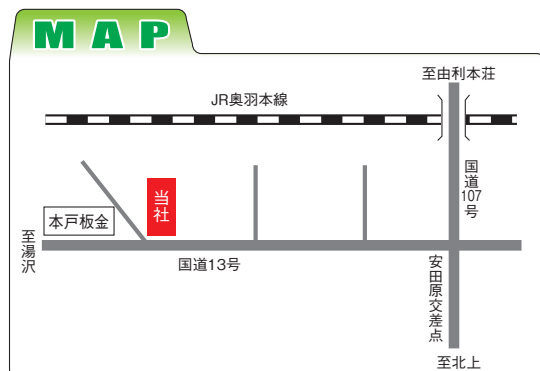 MAP
至由利本荘
JR奥羽本線
国道107号
当社
本戸板金
至湯沢
国道13号
安田原交差点
至北上